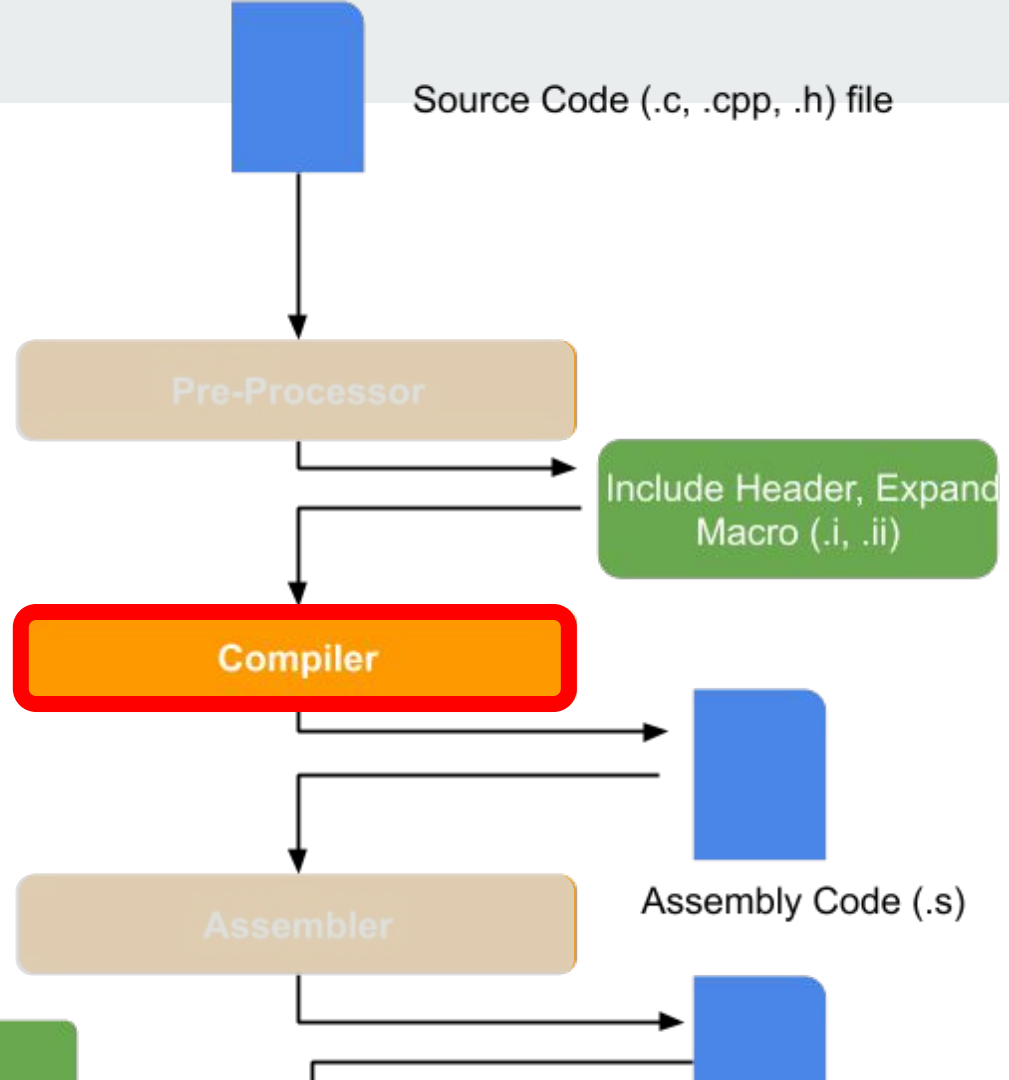 Source Code (.c, .cpp, .h) file
Pre-Processor
Include Header, Expand
Macro (.i, .ii)
Compiler
Assembly Code (.s)
Assembler